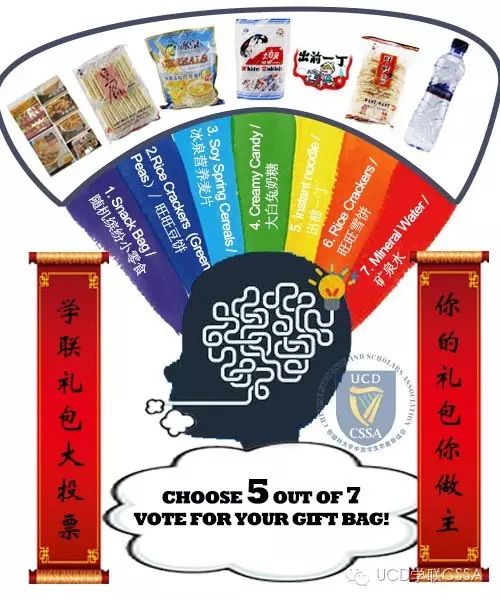 White Rabbit
出前一丁
WANT WANT
1. Snack Bag /
随机缤纷小零食
2.Rice Crackers (Green
Peas) / 旺旺豆饼
3. Soy Spring Cereals /
冰泉营养麦片
4. Creamy Candy /
大白兔奶糖
5. Instant noodle /
出前一丁
6. Rice Crackers /
旺旺雪饼
7. Mineral Water /
矿泉水
学联礼包大投票
你的礼包你做主
UCD
CSSA
CHOOSE 5 OUT OF 7
VOTE FOR YOUR GIFT BAG!
UCD学联CSSA